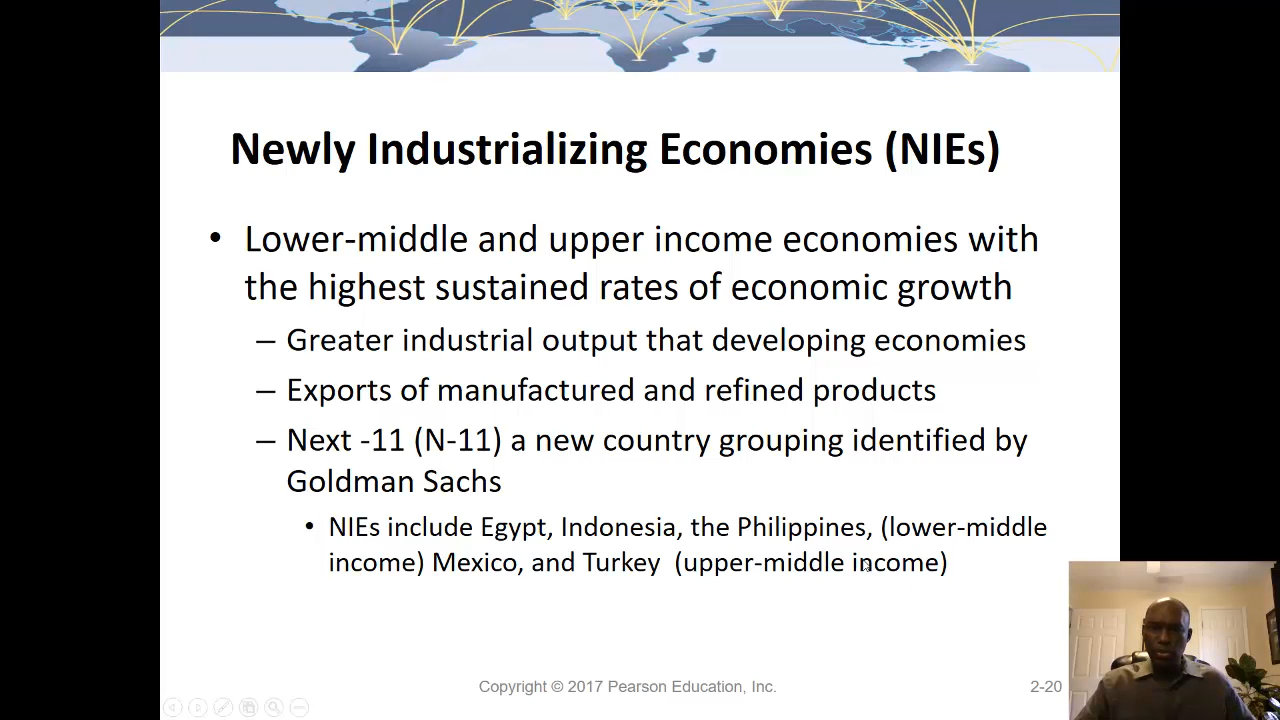 Newly Industrializing Economies (NIEs)
• Lower-middle and upper income economies with
the highest sustained rates of economic growth
– Greater industrial output that developing economies
– Exports of manufactured and refined products
– Next -11 (N-11) a new country grouping identified by
Goldman Sachs
• NIEs include Egypt, Indonesia, the Philippines, (lower-middle
income) Mexico, and Turkey (upper-middle income)
Copyright © 2017 Pearson Education, Inc.
2-20